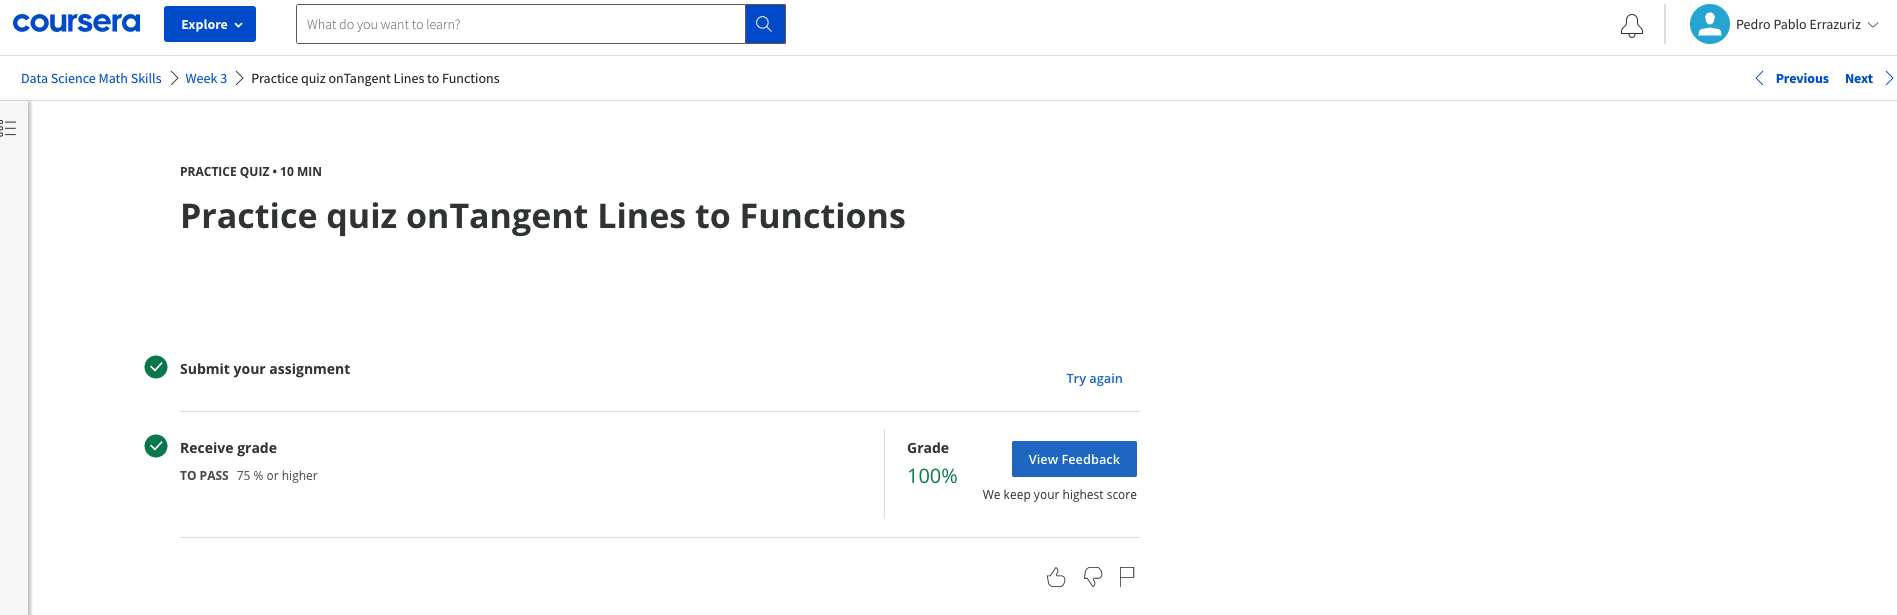 coursera Explore What do you want to learn? Pedro Pablo Errazuriz
Data Science Math Skills Week 3 Practice quiz onTangent Lines to Functions Previous Next
PRACTICE QUIZ • 10 MIN
Practice quiz onTangent Lines to Functions
Submit your assignment
Try again
Receive grade
TO PASS 75 % or higher
Grade
100%
View Feedback
We keep your highest score